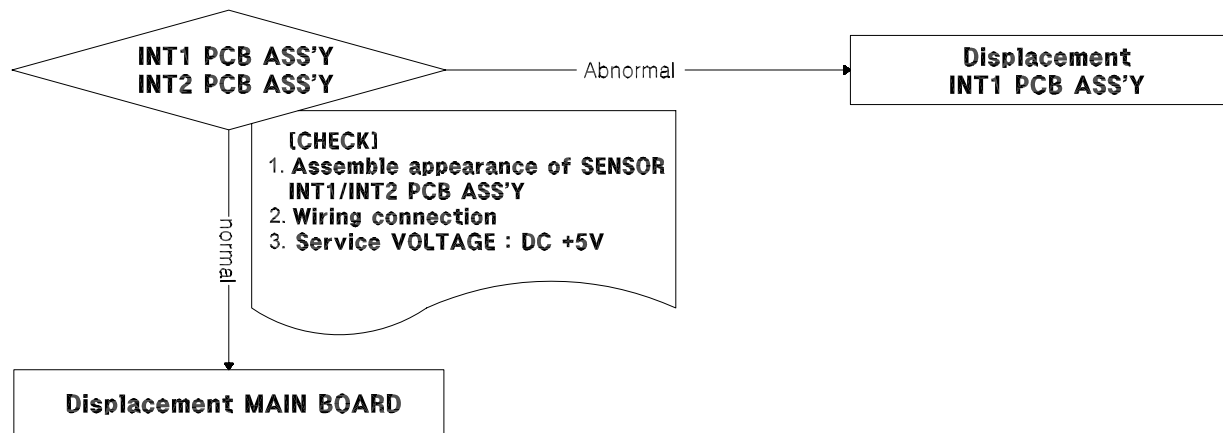 INT1 PCB ASS'Y
INT2 PCB ASS'Y
Abnormal
Displacement
INT1 PCB ASS'Y
[CHECK]
1. Assemble appearance of SENSOR
INT1/INT2 PCB ASS'Y
2. Wiring connection
3. Service VOLTAGE : DC +5V
normal
Displacement MAIN BOARD